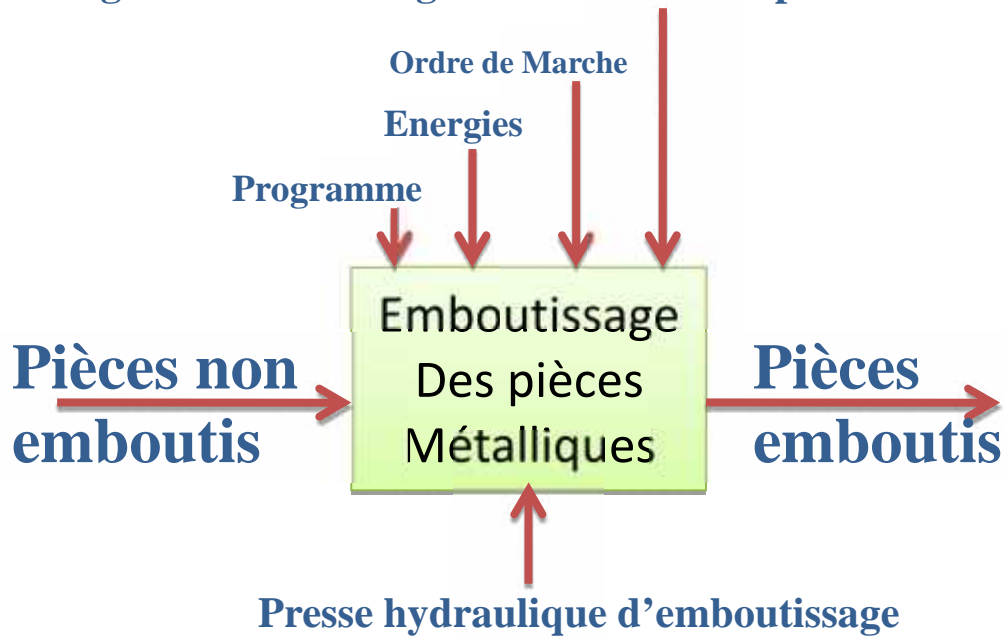 Ordre de Marche
Energies
Programme
Emboutissage
Des pièces
Métalliques
Pièces non
emboutis
Pièces
emboutis
Presse hydraulique d’emboutissage